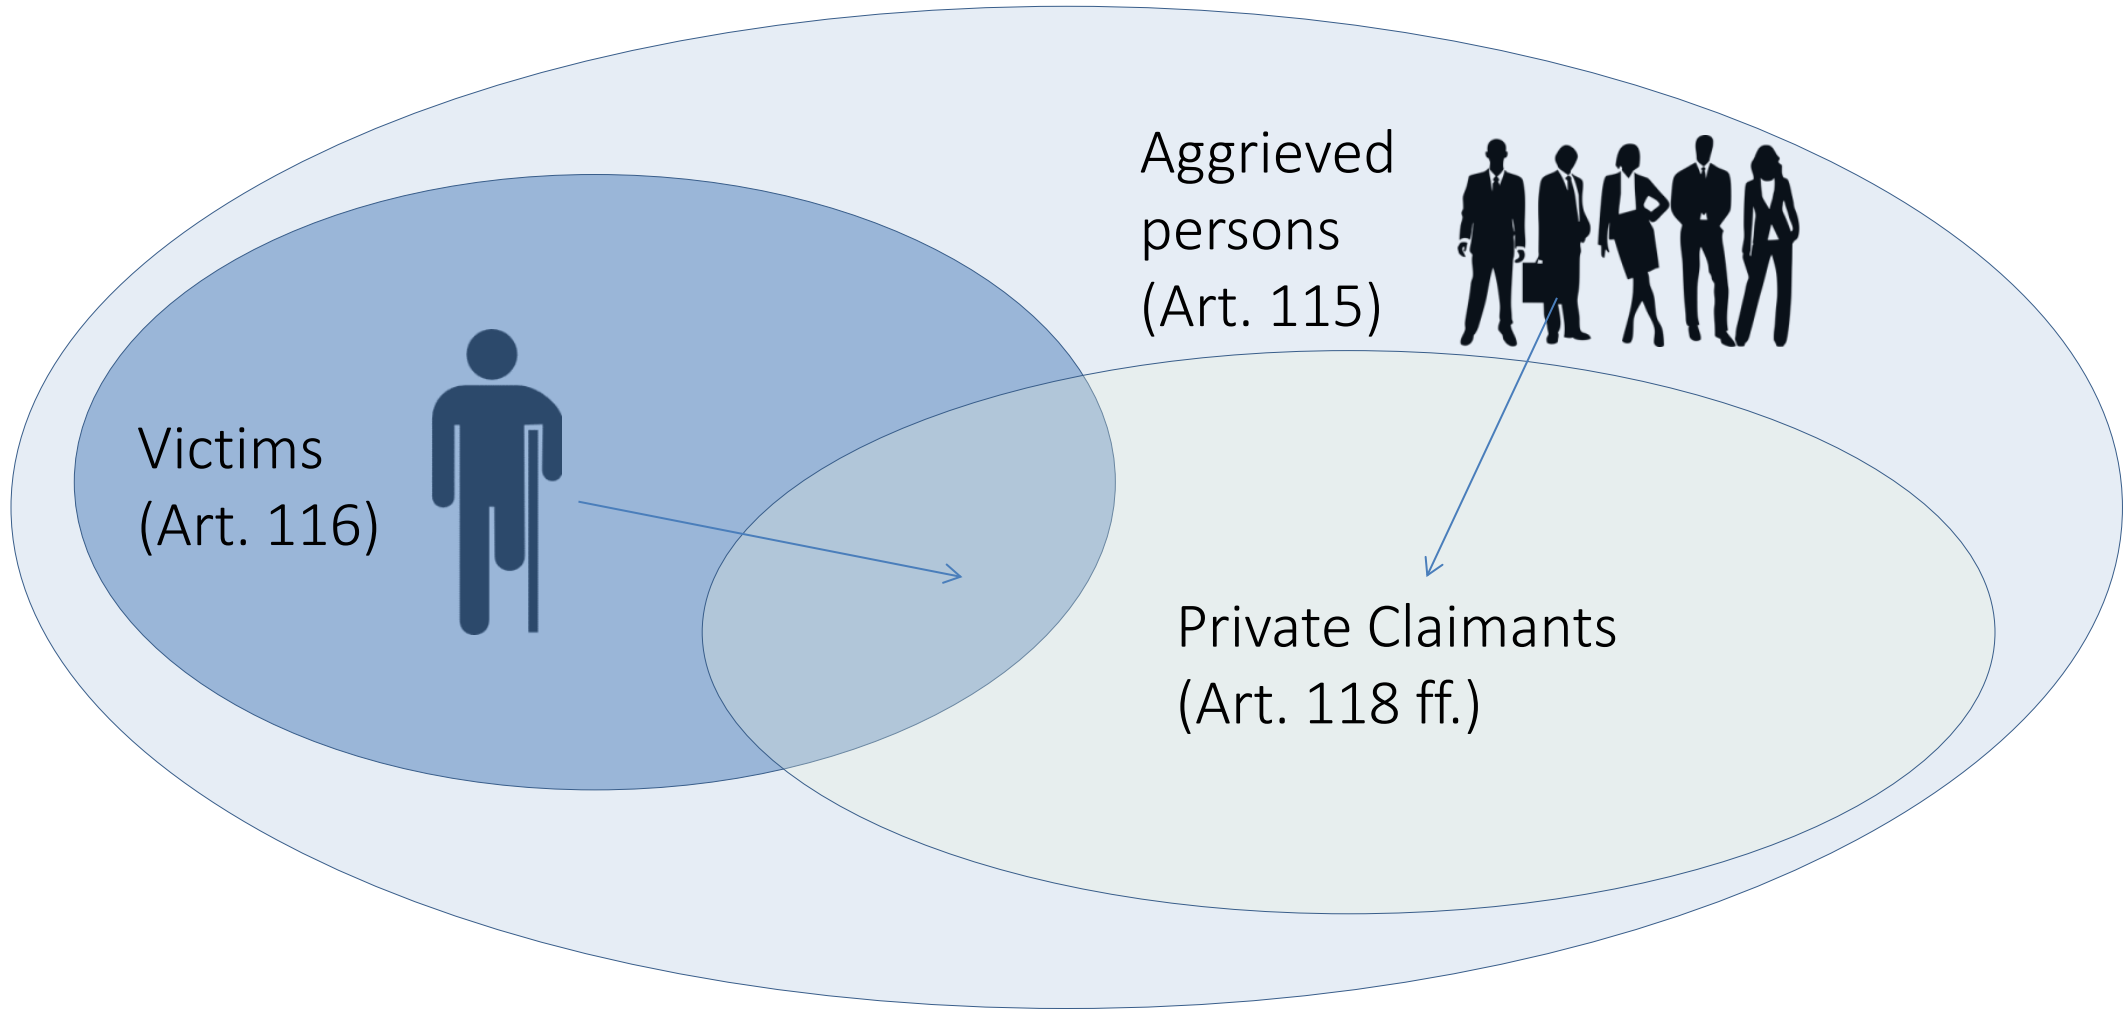 Aggrieved
persons
(Art. 115)
Victims
(Art. 116)
Private Claimants
(Art. 118 ff.)